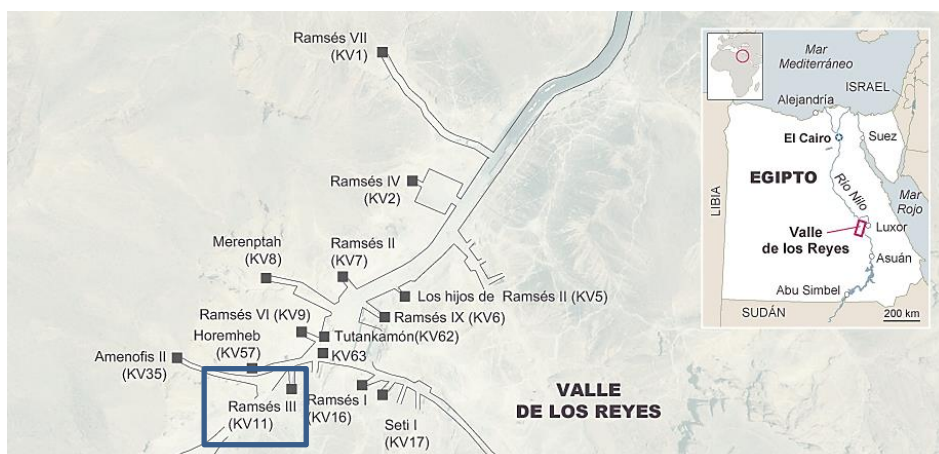 Ramsés VII
(KV1)
Ramsés IV
(KV2)
Merenptah
(KV8)
Ramsés II
(KV7)
Los hijos de Ramsés II (KV5)
Ramsés VI (KV9)
Ramsés IX (KV6)
Horemheb
(KV57)
Tutankamón(KV62)
Amenofis II
(KV35)
KV63
Ramsés III
(KV11)
Ramsés I
(KV16)
Seti I
(KV17)
VALLE
DE LOS REYES
Mar
Mediterráneo
ISRAEL
Alejandría
El Cairo
Suez
EGIPTO
LIBIA
Río Nilo
Mar
Rojo
Valle
de los Reyes
Luxor
Asuán
Abu Simbel
SUDÁN
200 km